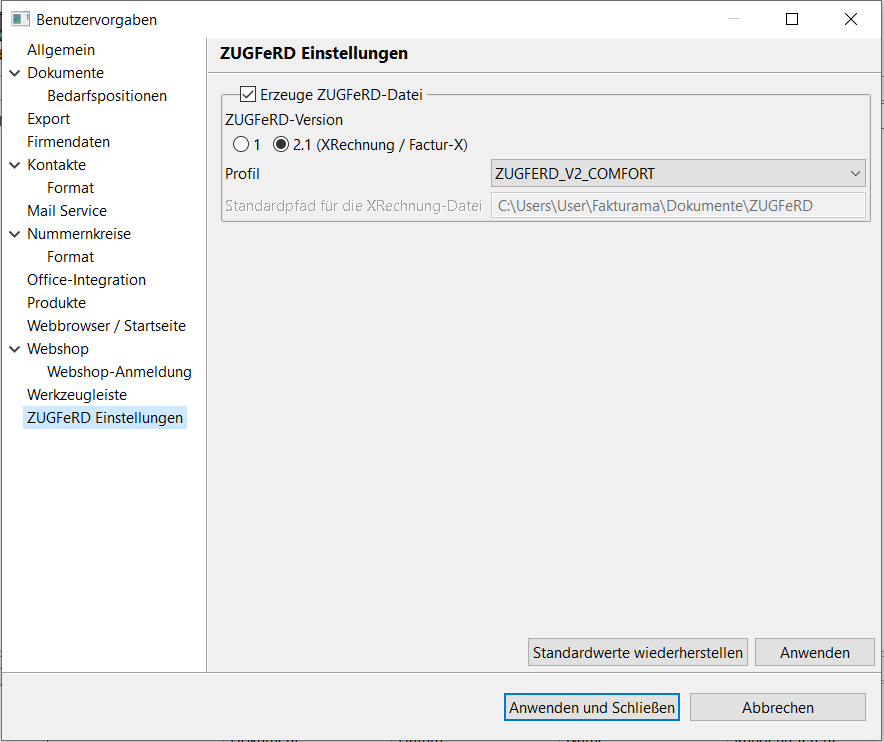 Benutzervorgaben
Allgemein
Dokumente
Bedarfspositionen
Export
Firmendaten
Kontakte
Format
Mail Service
Nummernkreise
Format
Office-Integration
Produkte
Webbrowser / Startseite
Webshop
Webshop-Anmeldung
Werkzeugleiste
ZUGFeRD Einstellungen
ZUGFeRD Einstellungen
Erzeuge ZUGFeRD-Datei
ZUGFeRD-Version
1 2.1 (XRechnung / Factur-X)
Profil ZUGFERD_V2_COMFORT
Standardpfad für die XRechnung-Datei C:\Users\User\Fakturama\Dokumente\ZUGFeRD
Standardwerte wiederherstellen Anwenden
Anwenden und Schließen Abbrechen